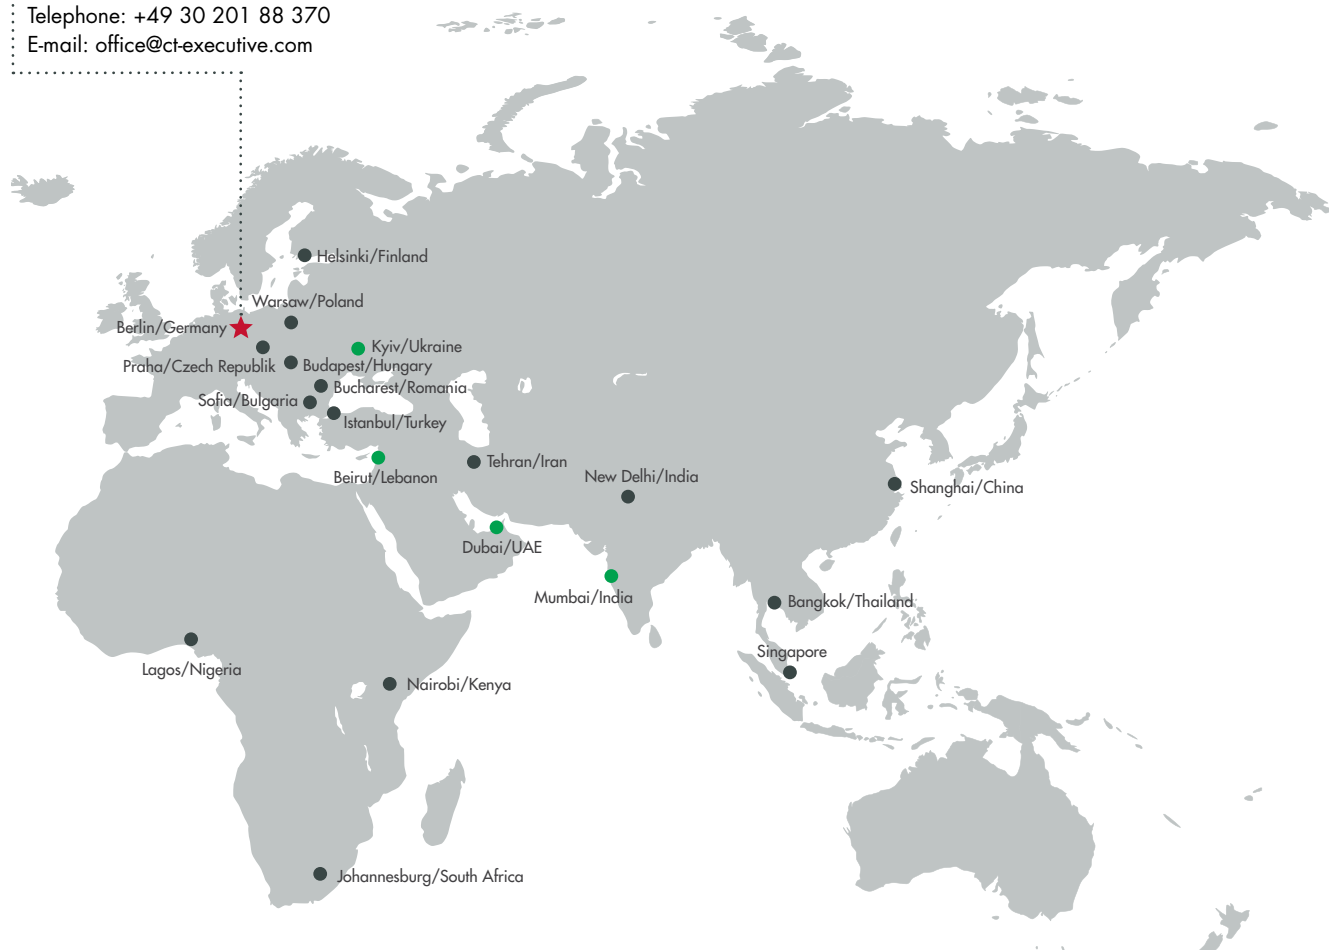 Telephone: +49 30 201 88 370
E-mail: office@ct-executive.com
Helsinki/Finland
Warsaw/Poland
Berlin/Germany
Kyiv/Ukraine
Praha/Czech Republik
Budapest/Hungary
Bucharest/Romania
Sofia/Bulgaria
Istanbul/Turkey
Tehran/Iran
Beirut/Lebanon
New Delhi/India
Shanghai/China
Dubai/UAE
Mumbai/India
Bangkok/Thailand
Singapore
Lagos/Nigeria
Nairobi/Kenya
Johannesburg/South Africa